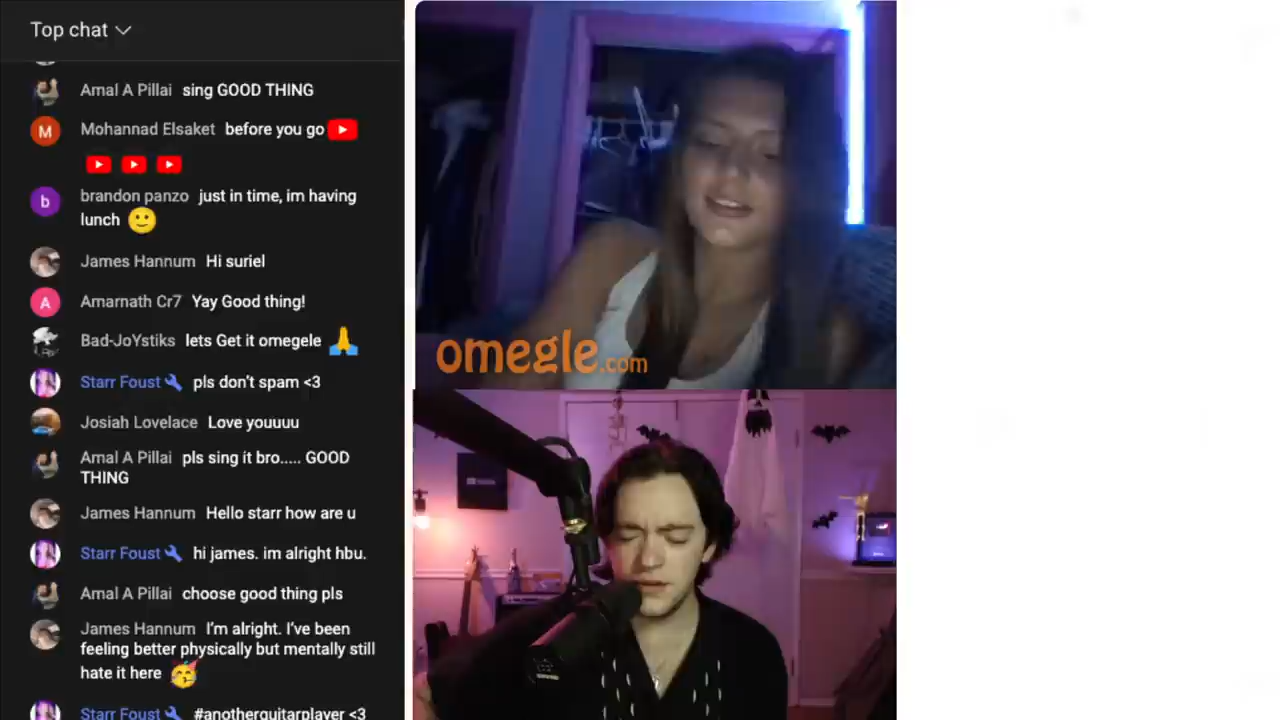 Top chat
Amal A Pillai sing GOOD THING
Mohannad Elsaket before you go
brandon panzo just in time, im having
lunch
James Hannum Hi suriel
Amarnath Cr7 Yay Good thing!
Bad-JoYstiks lets Get it omegele
Starr Foust pls don't spam <3
Josiah Lovelace Love youuuu
Amal A Pillai pls sing it bro..... GOOD
THING
James Hannum Hello starr how are u
Starr Foust hi james. im alright hbu.
Amal A Pillai choose good thing pls
James Hannum I'm alright. I've been
feeling better physically but mentally still
hate it here
Starr Foust #anotherguitarplayer <3
omegle.com